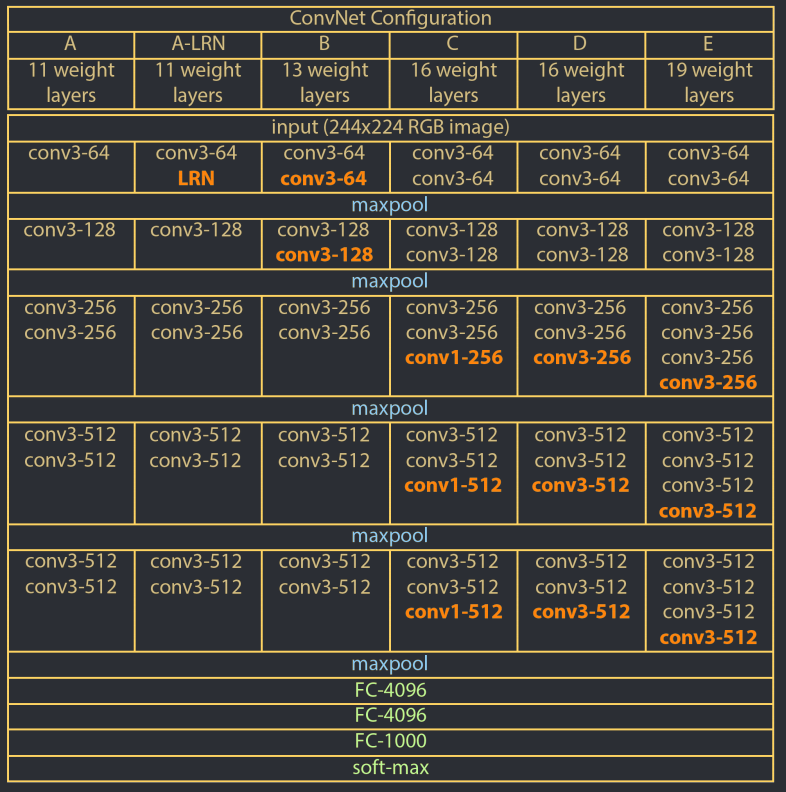 ConvNet Configuration
A A-LRN B C D E
11 weight 11 weight 13 weight 16 weight 16 weight 19 weight
layers layers layers layers layers layers
input (244x224 RGB image)
conv3-64 conv3-64 conv3-64 conv3-64 conv3-64 conv3-64
LRN conv3-64 conv3-64 conv3-64 conv3-64
maxpool
conv3-128 conv3-128 conv3-128 conv3-128 conv3-128 conv3-128
conv3-128 conv3-128 conv3-128 conv3-128
maxpool
conv3-256 conv3-256 conv3-256 conv3-256 conv3-256 conv3-256
conv3-256 conv3-256 conv3-256 conv3-256 conv3-256 conv3-256
conv1-256 conv3-256 conv3-256
conv3-256
maxpool
conv3-512 conv3-512 conv3-512 conv3-512 conv3-512 conv3-512
conv3-512 conv3-512 conv3-512 conv3-512 conv3-512 conv3-512
conv1-512 conv3-512 conv3-512
conv3-512
maxpool
conv3-512 conv3-512 conv3-512 conv3-512 conv3-512 conv3-512
conv3-512 conv3-512 conv3-512 conv3-512 conv3-512 conv3-512
conv1-512 conv3-512 conv3-512
conv3-512
maxpool
FC-4096
FC-4096
FC-1000
soft-max